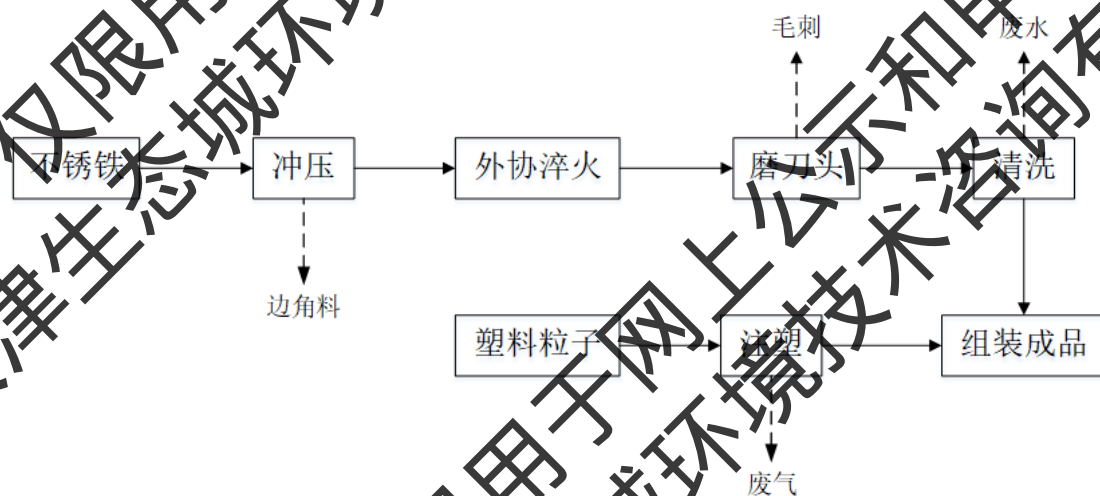 毛刺
废水
不锈铁
冲压
外协淬火
磨刀头
清洗
边角料
塑料粒子
注塑
组装成品
废气
仅限用
津生态城环境
用于网上公示和
城环境技术咨询有